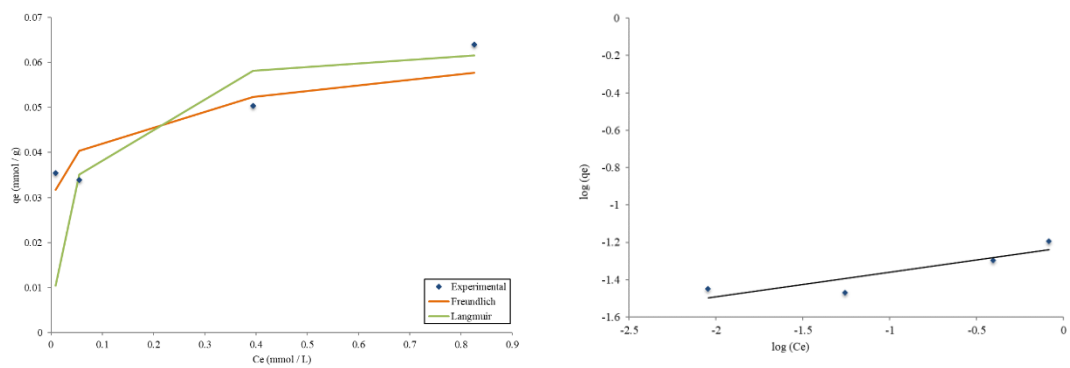 0.07
0.06
0.05
0.04
0.03
0.02
0.01
0
qe (mmol / g)
0 0.1 0.2 0.3 0.4 0.5 0.6 0.7 0.8 0.9
Ce (mmol / L)
Experimental
Freundlich
Langmuir
0
-0.2
-0.4
-0.6
-0.8
-1
-1.2
-1.4
-1.6
log (qe)
-2.5 -2 -1.5 -1 -0.5 0
log (Ce)